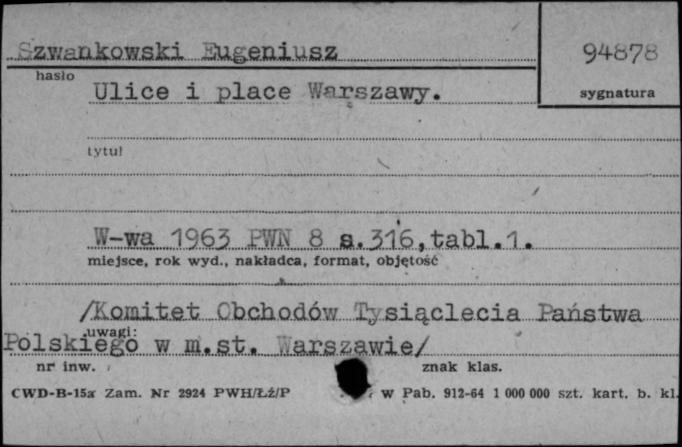 Szwankowski Eugeniusz
94878
hasło
sygnatura
Ulice i place Warszawy.
tytuł
W-wa 1963 PWN 8 s.316,tabl.1.
miejsce, rok wyd., nakładca, format, objętość
/Komitet Obchodów Tysiąclecia Państwa
uwagi:
Polskiego w m.st. Warszawie/
nr inw.
znak klas.
CWD-B-15a Zam. Nr 2924 PWH/Łź/P w Pab. 912-64 1 000 000 szt. kart. b. kl.